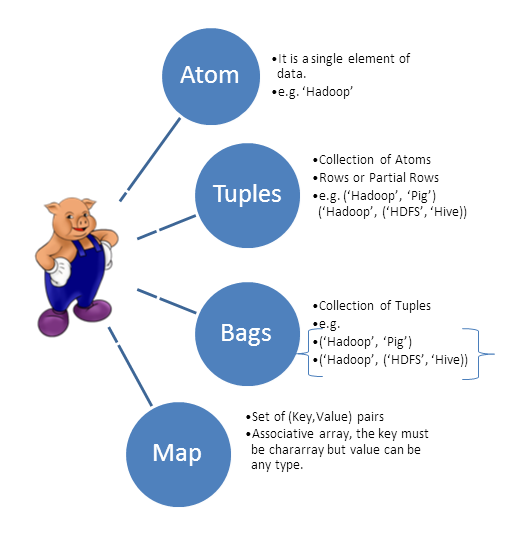 Atom
•It is a single element of
data.
•e.g. ‘Hadoop’
Tuples
•Collection of Atoms
•Rows or Partial Rows
•e.g. (‘Hadoop’, ‘Pig’)
(‘Hadoop’, (‘HDFS’, ‘Hive))
Bags
•Collection of Tuples
•e.g.
•(‘Hadoop’, ‘Pig’)
•(‘Hadoop’, (‘HDFS’, ‘Hive))
Map
•Set of (Key,Value) pairs
•Associative array, the key must
be chararray but value can be
any type.